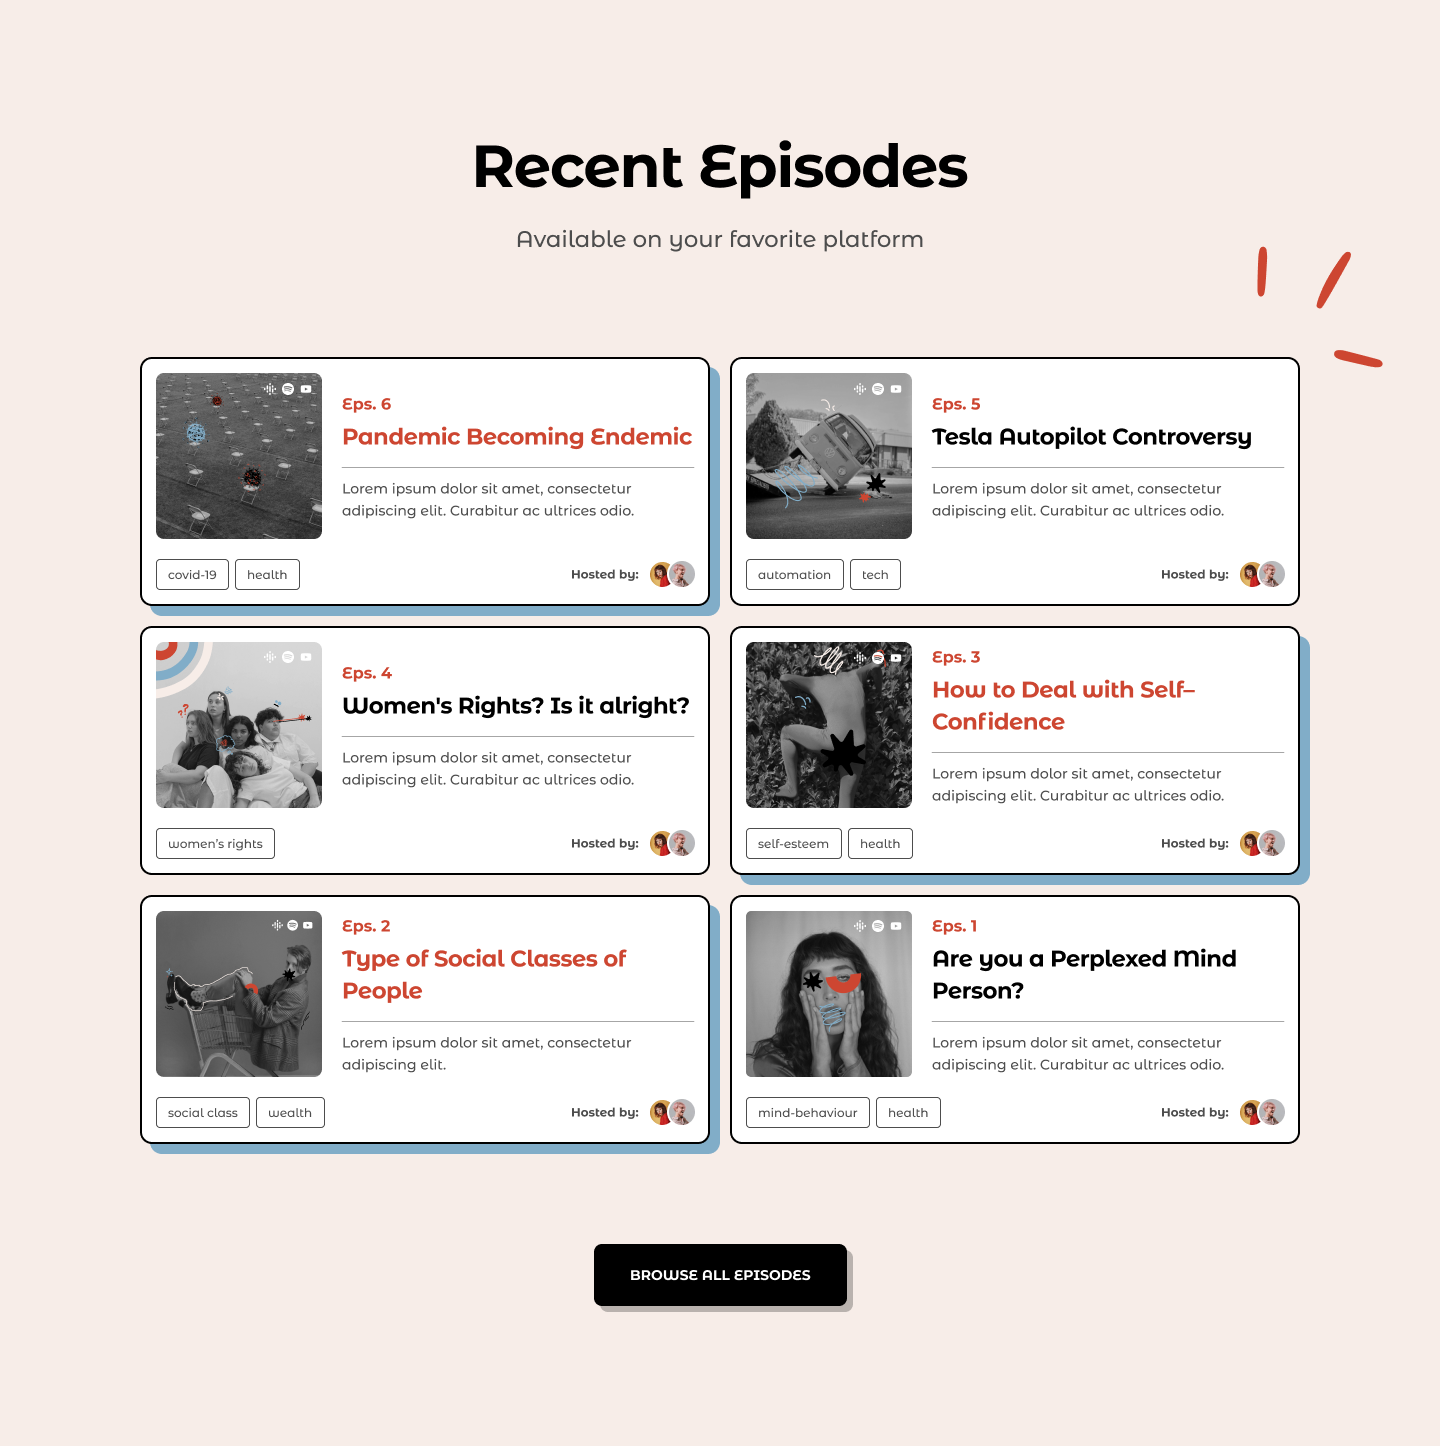 Recent Episodes
Available on your favorite platform
Eps. 6
Pandemic Becoming Endemic
Lorem ipsum dolor sit amet, consectetur
adipiscing elit. Curabitur ac ultrices odio.
covid-19
health
Hosted by:
Eps. 5
Tesla Autopilot Controversy
Lorem ipsum dolor sit amet, consectetur
adipiscing elit. Curabitur ac ultrices odio.
automation
tech
Hosted by:
??
Eps. 4
Women's Rights? Is it alright?
Lorem ipsum dolor sit amet, consectetur
adipiscing elit. Curabitur ac ultrices odio.
women's rights
Hosted by:
Eps. 3
How to Deal with Self–
Confidence
Lorem ipsum dolor sit amet, consectetur
adipiscing elit. Curabitur ac ultrices odio.
self-esteem
health
Hosted by:
Eps. 2
Type of Social Classes of
People
Lorem ipsum dolor sit amet, consectetur
adipiscing elit.
social class
wealth
Hosted by:
Eps. 1
Are you a Perplexed Mind
Person?
Lorem ipsum dolor sit amet, consectetur
adipiscing elit. Curabitur ac ultrices odio.
mind-behaviour
health
Hosted by:
BROWSE ALL EPISODES